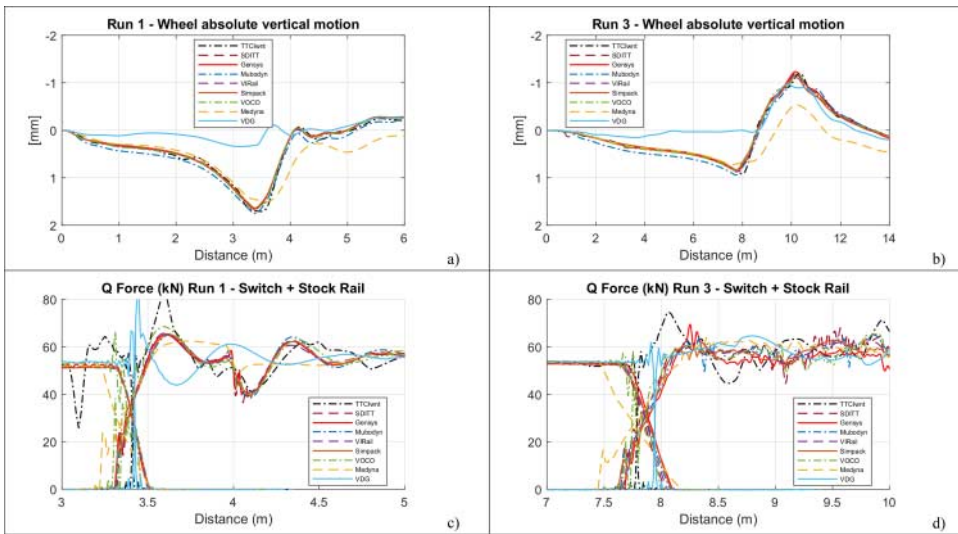 Run 1 - Wheel absolute vertical motion
-2
-1
0
1
2
[mm]
TTClient
SDITT
Gensys
Mubodyn
VIRail
Simpack
VOCO
Medyna
VDG
0 1 2 3 4 5 6
Distance (m)
a)
Run 3 - Wheel absolute vertical motion
-2
-1
0
1
2
[mm]
TTClient
SDITT
Gensys
Mubodyn
VIRail
Simpack
VOCO
Medyna
VDG
0 2 4 6 8 10 12 14
Distance (m)
b)
Q Force (kN) Run 1 - Switch + Stock Rail
80
60
40
20
0
TTClient
SDITT
Gensys
Mubodyn
VIRail
Simpack
VOCO
Medyna
VDG
3 3.5 4 4.5 5
Distance (m)
c)
Q Force (kN) Run 3 - Switch + Stock Rail
80
60
40
20
0
TTClient
SDITT
Gensys
Mubodyn
VIRail
Simpack
VOCO
Medyna
VDG
7 7.5 8 8.5 9 9.5 10
Distance (m)
d)